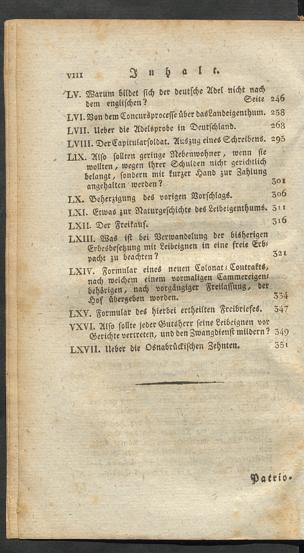 VIII Inhalt.
LV. Warum bildet sich der deutsche Adel nicht nach
dem englischen? Seite 246
LVI. Von dem Concursprocesse über das Landeigenthum. 258
LVII. Ueber die Adelsprobe in Deutschland. 268
LVIII. Der Capitularsoldat. Auszug eines Schreibens. 295
LIX. Also sollten geringe Nebenwohner, wenn sie
wollten, wegen ihrer Schulden nicht gerichtlich
belangt, sondern mit kurzer Hand zur Zahlung
angehalten werden? 301
LX. Beherzigung des vorigen Vorschlags. 306
LXI. Etwas zur Naturgeschichte des Leibeigenthums. 311
LXII. Der Freikauf. 316
LXIII. Was ist bei Verwandelung der bisherigen
Erbesbesetzung mit Leibeignen in eine freie Erb-
pacht zu beachten? 321
LXIV. Formular eines neuen Colonat-Contrakts,
nach welchem einem vormaligen Cammereigen-
behörigen, nach vorgängiger Freilassung, der
Hof übergeben worden. 334
LXV. Formular des hierbei ertheilten Freibriefes. 347
VXVI. Also sollte jeder Gutsherr seine Leibeignen vor
Gerichte vertreten, und den Zwangdienst mildern? 349
LXVII. Ueber die Osnabrückischen Zehnten. 351
Patrio-